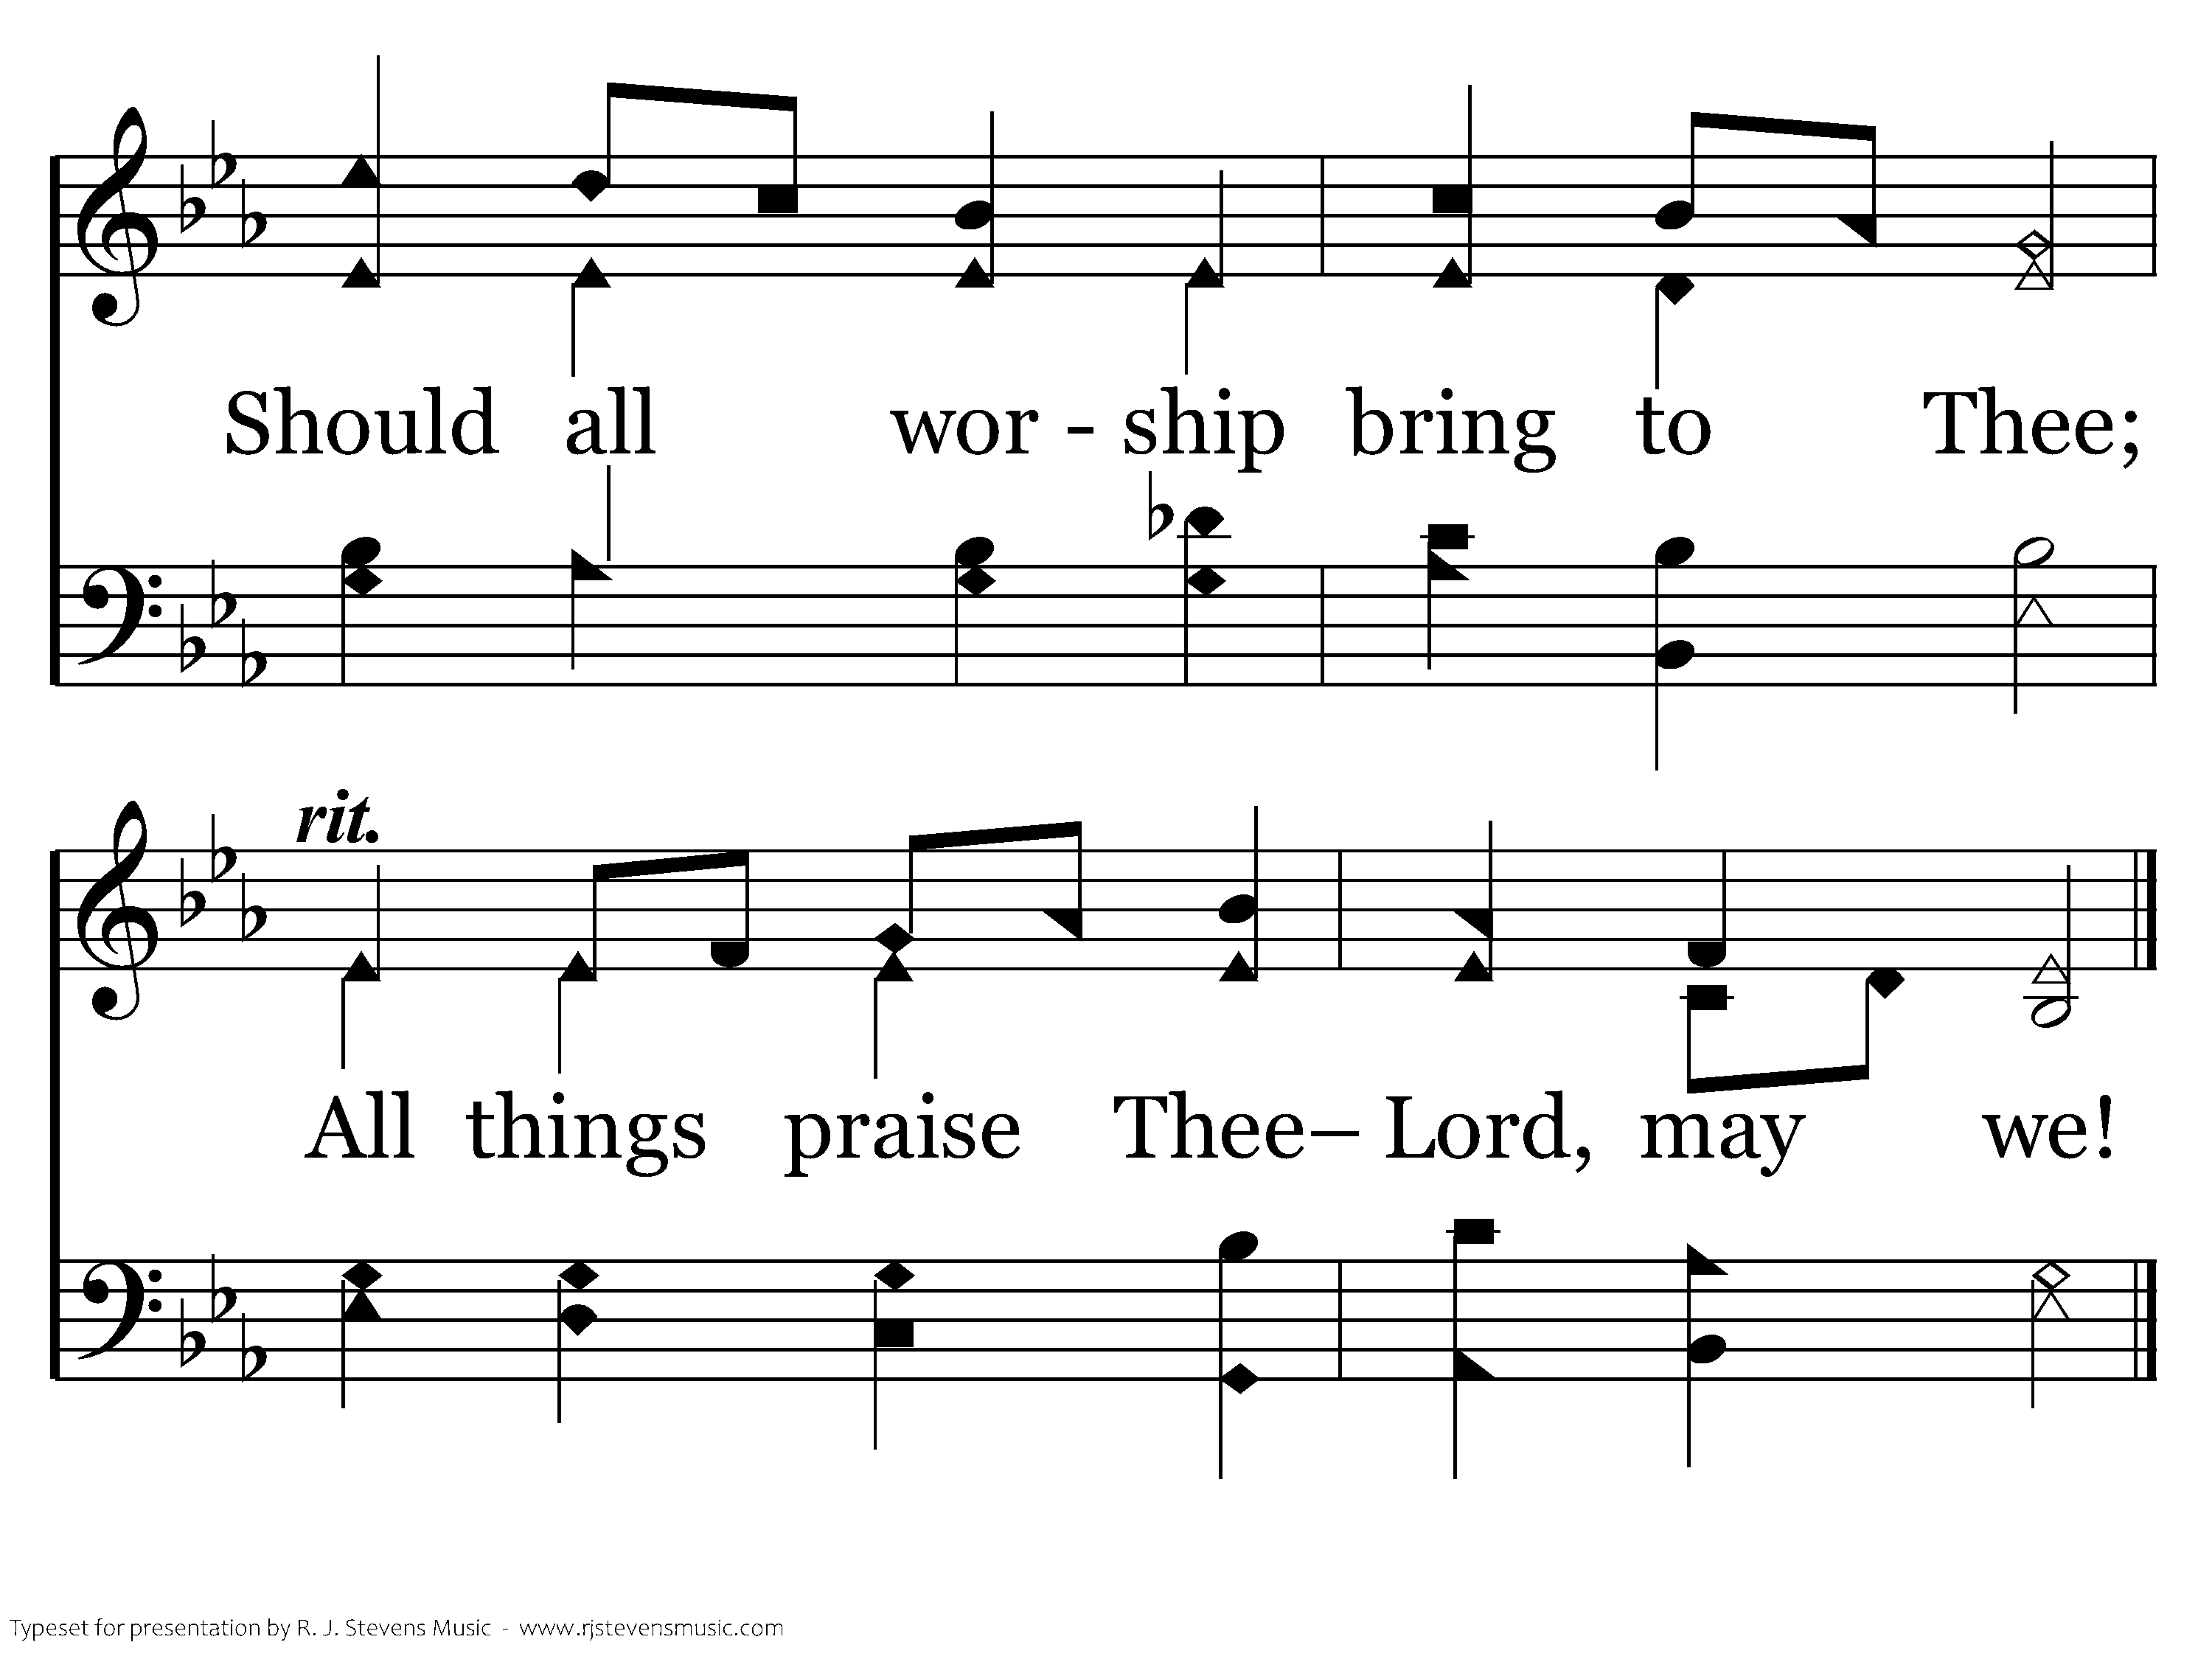 Should all wor - ship bring to Thee;
rit.
All things praise Thee– Lord, may we!
Typeset for presentation by R. J. Stevens Music - www.rjstevensmusic.com